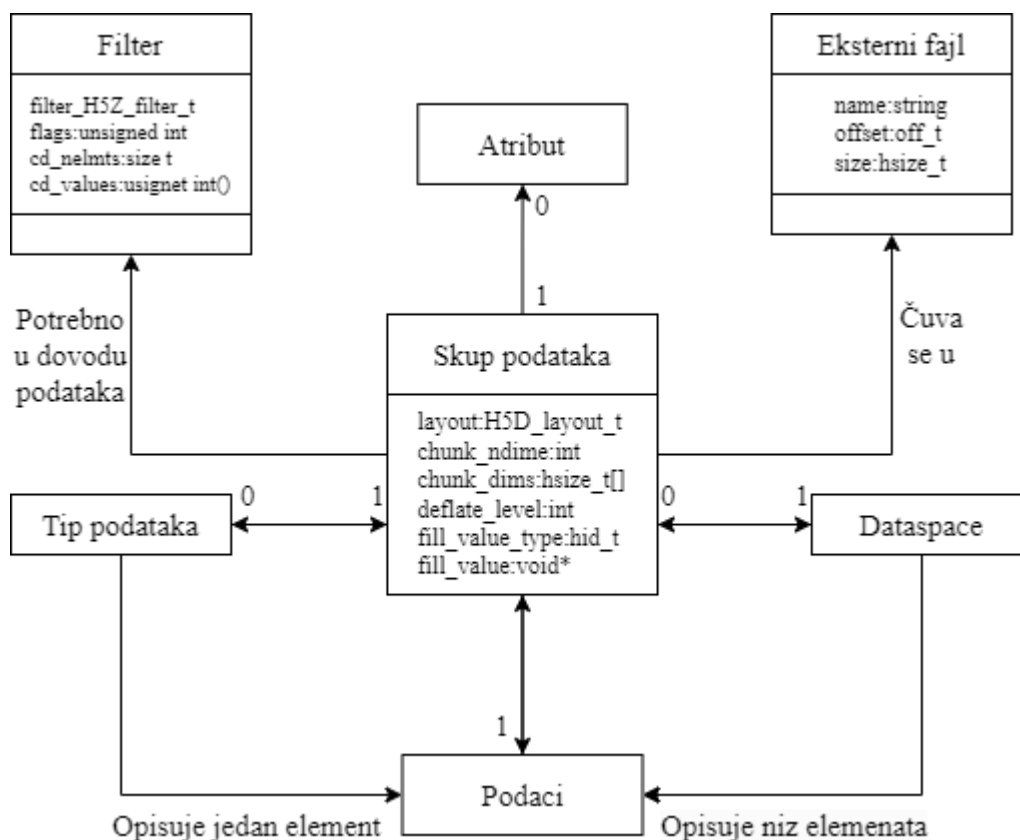 Filter
filter_H5Z_filter_t
flags:unsigned int
cd_nelmts:size t
cd_values:usignet int()
Atribut
0
1
Eksterni fajl
name:string
offset:off_t
size:hsize_t
Potrebno
u dovodu
podataka
Skup podataka
layout:H5D_layout_t
chunk_ndime:int
chunk_dims:hsize_t[]
deflate_level:int
fill_value_type:hid_t
fill_value:void*
Čuva
se u
0
1
Tip podataka
0
1
Dataspace
1
Podaci
Opisuje jedan element
Opisuje niz elemenata